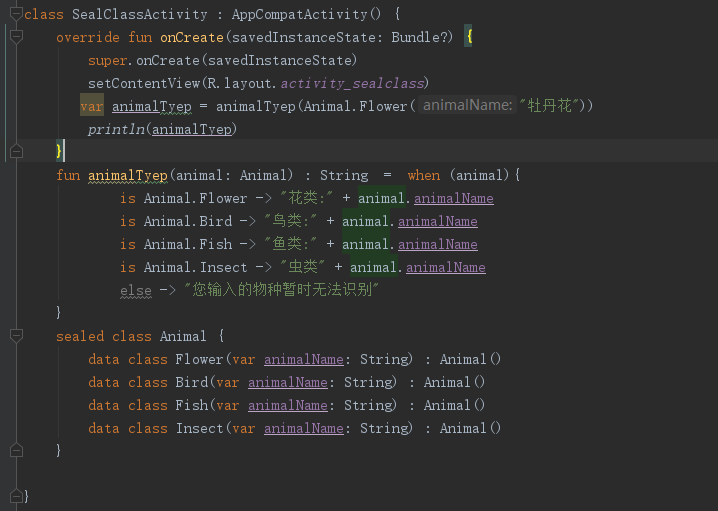 class SealClassActivity : AppCompatActivity() {
override fun onCreate(savedInstanceState: Bundle?) {
super.onCreate(savedInstanceState)
setContentView(R.layout.activity_sealclass)
var animalTyep = animalTyep(Animal.Flower( animalName: "牡丹花"))
println(animalTyep)
}
fun animalTyep(animal: Animal) : String = when (animal){
is Animal.Flower -> "花类:" + animal.animalName
is Animal.Bird -> "鸟类:" + animal.animalName
is Animal.Fish -> "鱼类:" + animal.animalName
is Animal.Insect -> "虫类" + animal.animalName
else -> "您输入的物种暂时无法识别"
}
sealed class Animal {
data class Flower(var animalName: String) : Animal()
data class Bird(var animalName: String) : Animal()
data class Fish(var animalName: String) : Animal()
data class Insect(var animalName: String) : Animal()
}
}